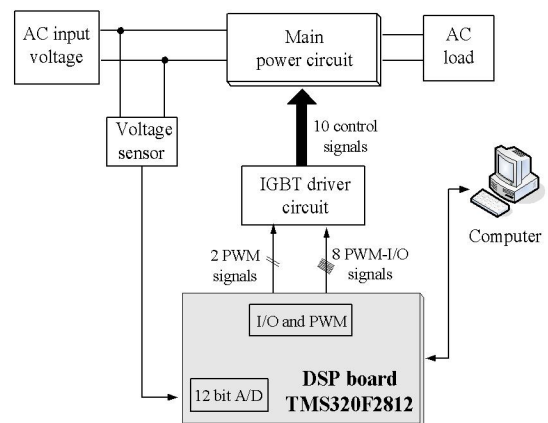 AC input
voltage
Main
power circuit
AC
load
Voltage
sensor
10 control
signals
IGBT driver
circuit
Computer
2 PWM
signals
8 PWM-I/O
signals
I/O and PWM
DSP board
TMS320F2812
12 bit A/D